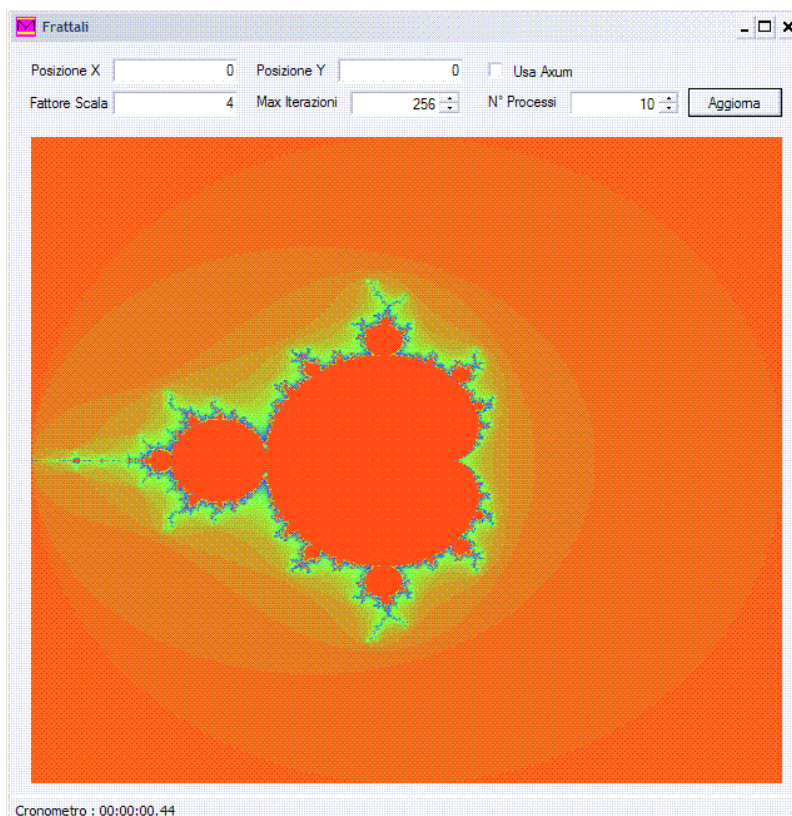 Frattali
Posizione X 0 Posizione Y 0 Usa Axum
Fattore Scala 4 Max Iterazioni 256 N° Processi 10 Aggiorna
Cronometro : 00:00:00.44